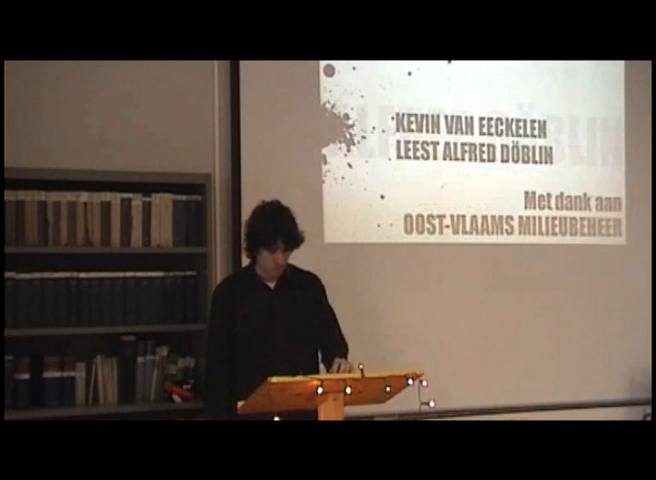 KEVIN VAN EECKELEN
LEEST ALFRED DÖBLIN
Met dank aan
OOST-VLAAMS MILIEUBEHEER